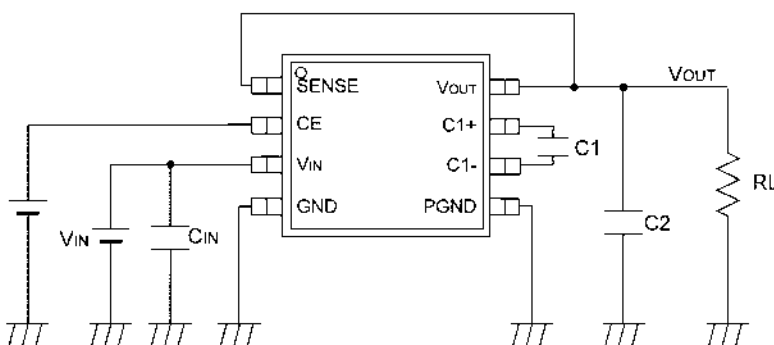 VOUT
SENSE
VOUT
CE
C1+
C1
VIN
C1-
RL
GND
PGND
C2
VIN
CIN